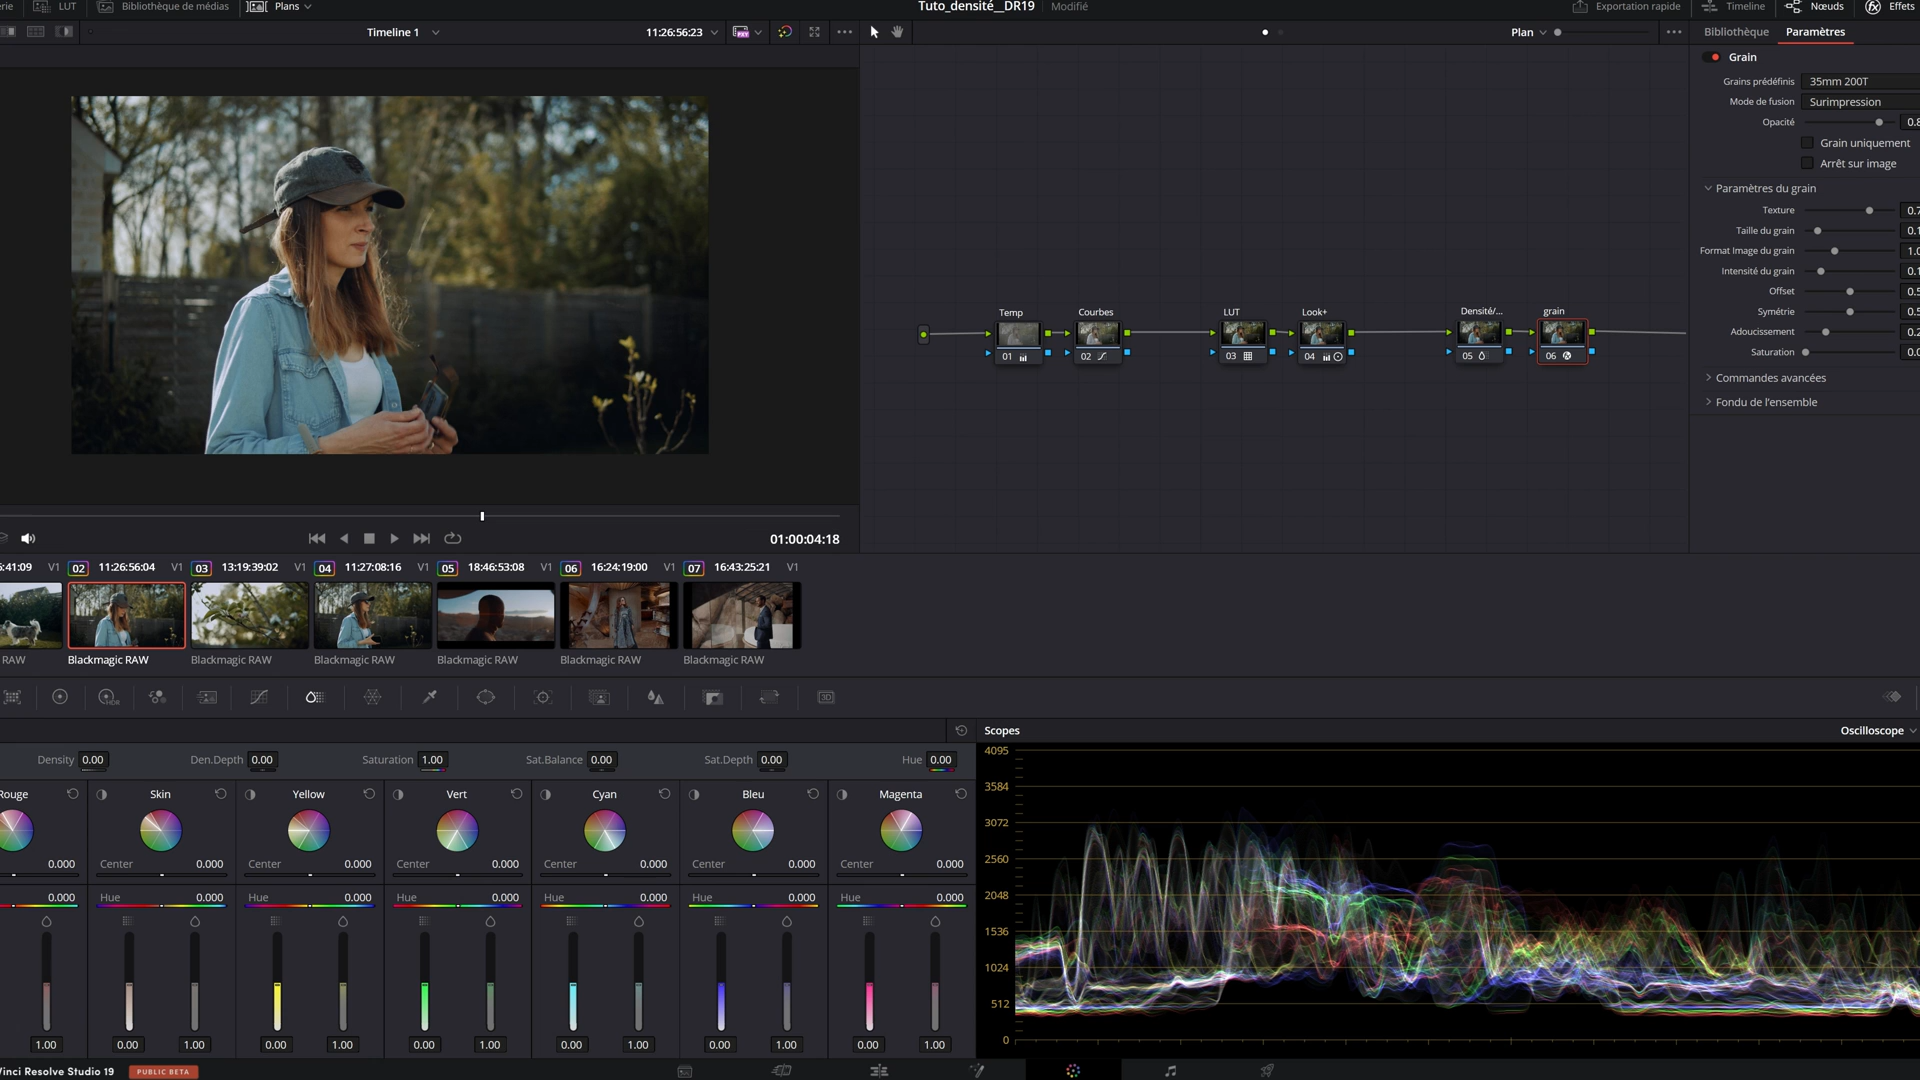 rie LUT Bibliothèque de médias Plans Tuto_densité__DR19 Modifié Exportation rapide Timeline Nœuds Effets
Timeline 1 11:26:56:23 Plan Bibliothèque Paramètres
Grain
Grains prédéfinis 35mm 200T
Mode de fusion Surimpression
Opacité 0.8
Grain uniquement
Arrêt sur image
Paramètres du grain
Texture 0.7
Taille du grain 0.1
Format Image du grain 1.0
Intensité du grain 0.1
Offset 0.5
Symétrie 0.5
Adoucissement 0.2
Saturation 0.0
Commandes avancées
Fondu de l'ensemble
Temp Courbes LUT Look+ Densité/... grain
01 02 03 04 05 06
01:00:04:18
:41:09 V1 02 11:26:56:04 V1 03 13:19:39:02 V1 04 11:27:08:16 V1 05 18:46:53:08 V1 06 16:24:19:00 V1 07 16:43:25:21 V1
RAW Blackmagic RAW Blackmagic RAW Blackmagic RAW Blackmagic RAW Blackmagic RAW Blackmagic RAW
HDR 3D
Scopes Oscilloscope
Density 0.00 Den.Depth 0.00 Saturation 1.00 Sat.Balance 0.00 Sat.Depth 0.00 Hue 0.00
Rouge Skin Yellow Vert Cyan Bleu Magenta
0.000 Center 0.000 Center 0.000 Center 0.000 Center 0.000 Center 0.000 Center 0.000
0.000 Hue 0.000 Hue 0.000 Hue 0.000 Hue 0.000 Hue 0.000 Hue 0.000
1.00 0.00 1.00 0.00 1.00 0.00 1.00 0.00 1.00 0.00 1.00 0.00 1.00
4095
3584
3072
2560
2048
1536
1024
512
0
Vinci Resolve Studio 19 PUBLIC BETA